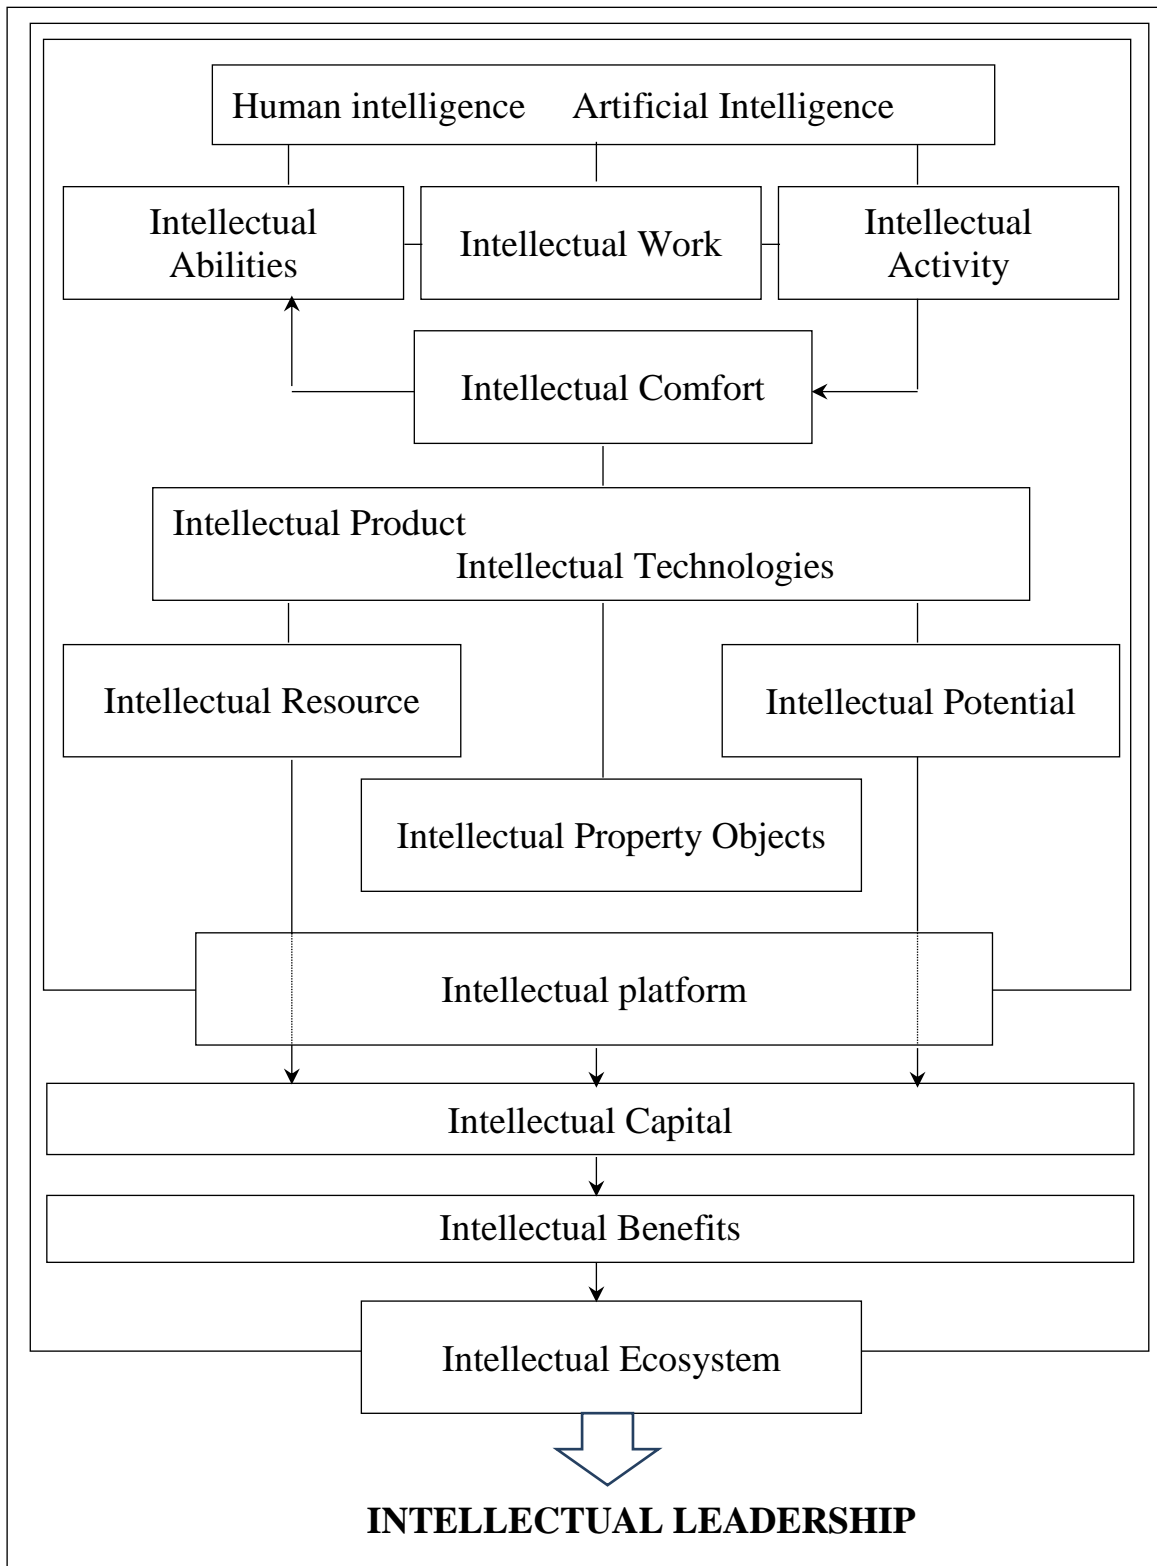 Human intelligence Artificial Intelligence
Intellectual
Abilities
Intellectual Work
Intellectual
Activity
Intellectual Comfort
Intellectual Product
Intellectual Technologies
Intellectual Resource
Intellectual Potential
Intellectual Property Objects
Intellectual platform
Intellectual Capital
Intellectual Benefits
Intellectual Ecosystem
INTELLECTUAL LEADERSHIP